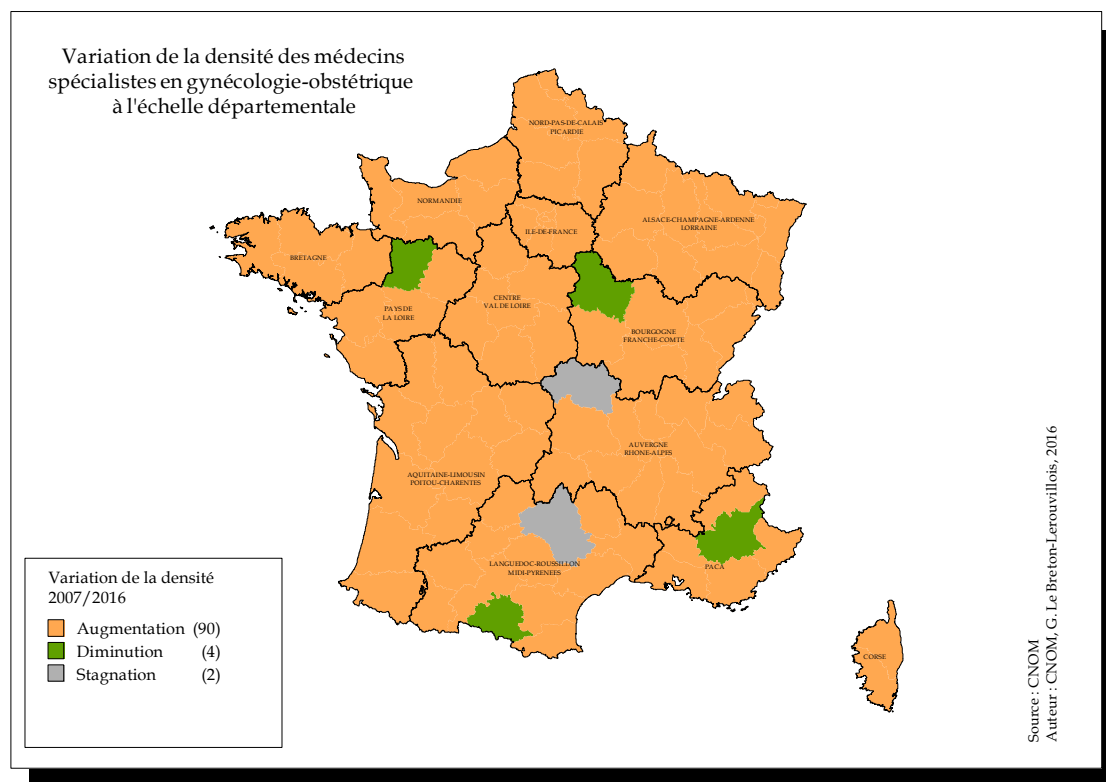 Variation de la densité des médecins
spécialistes en gynécologie-obstétrique
à l'échelle départementale
NORD-PAS-DE-CALAIS
PICARDIE
NORMANDIE
ILE-DE-FRANCE
ALSACE-CHAMPAGNE-ARDENNE
LORRAINE
BRETAGNE
PAYS DE
LA LOIRE
CENTRE
VAL DE LOIRE
BOURGOGNE
FRANCHE-COMTE
AUVERGNE
RHONE-ALPES
AQUITAINE-LIMOUSIN
POITOU-CHARENTES
LANGUEDOC-ROUSSILLON
MIDI-PYRENEES
PACA
CORSE
Variation de la densité
2007/2016
Augmentation (90)
Diminution (4)
Stagnation (2)
Source : CNOM
Auteur : CNOM, G. Le Breton-Lerouvillois, 2016